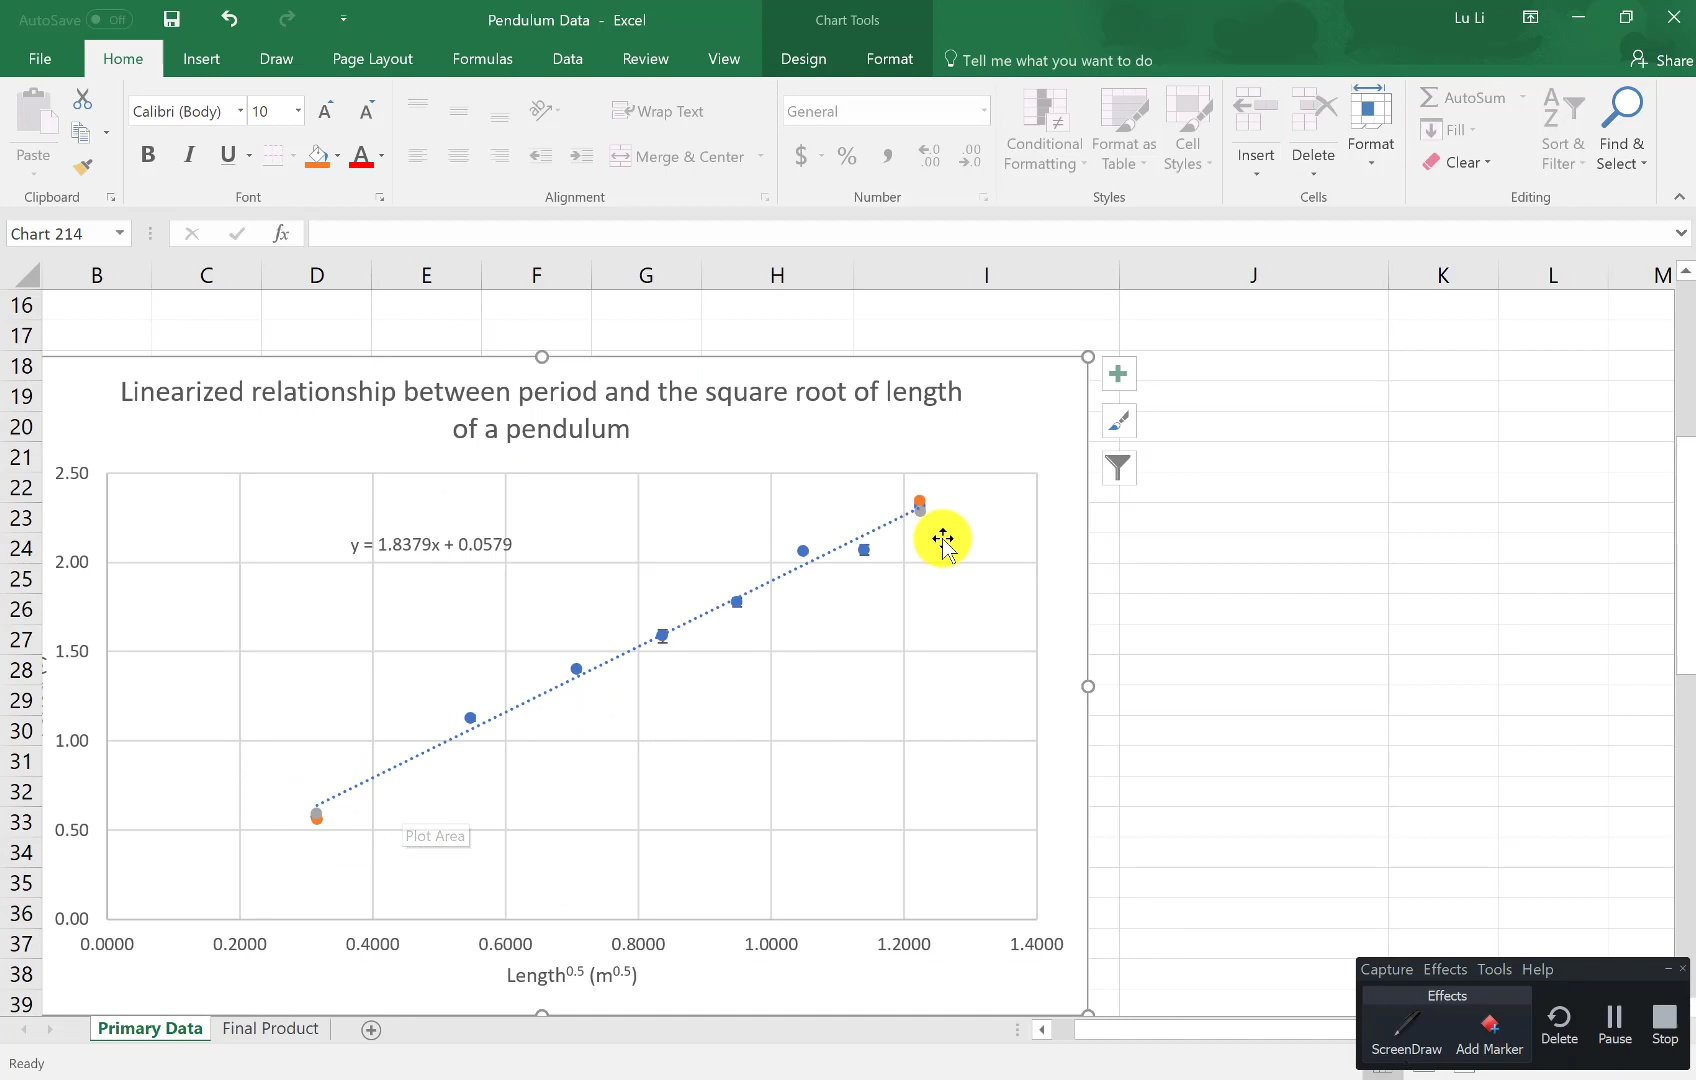 AutoSave Off
Pendulum Data - Excel
Chart Tools
Lu Li
File Home Insert Draw Page Layout Formulas Data Review View Design Format Tell me what you want to do Share
Calibri (Body) 10
Wrap Text
General
Conditional Formatting
Format as Table
Cell Styles
Insert Delete Format
AutoSum
Fill
Clear
Sort & Filter
Find & Select
Paste
B I U A
Merge & Center
$ % ,
Clipboard Font Alignment Number Styles Cells Editing
Chart 214 fx
B C D E F G H I J K L M
16
17
18
19
20
21
22
23
24
25
26
27
28
29
30
31
32
33
34
35
36
37
38
39
Linearized relationship between period and the square root of length
of a pendulum
2.50
y = 1.8379x + 0.0579
2.00
1.50
1.00
0.50
Plot Area
0.00
0.0000 0.2000 0.4000 0.6000 0.8000 1.0000 1.2000 1.4000
Length⁰·⁵ (m⁰·⁵)
Primary Data Final Product
Ready
Capture Effects Tools Help
Effects
ScreenDraw Add Marker Delete Pause Stop